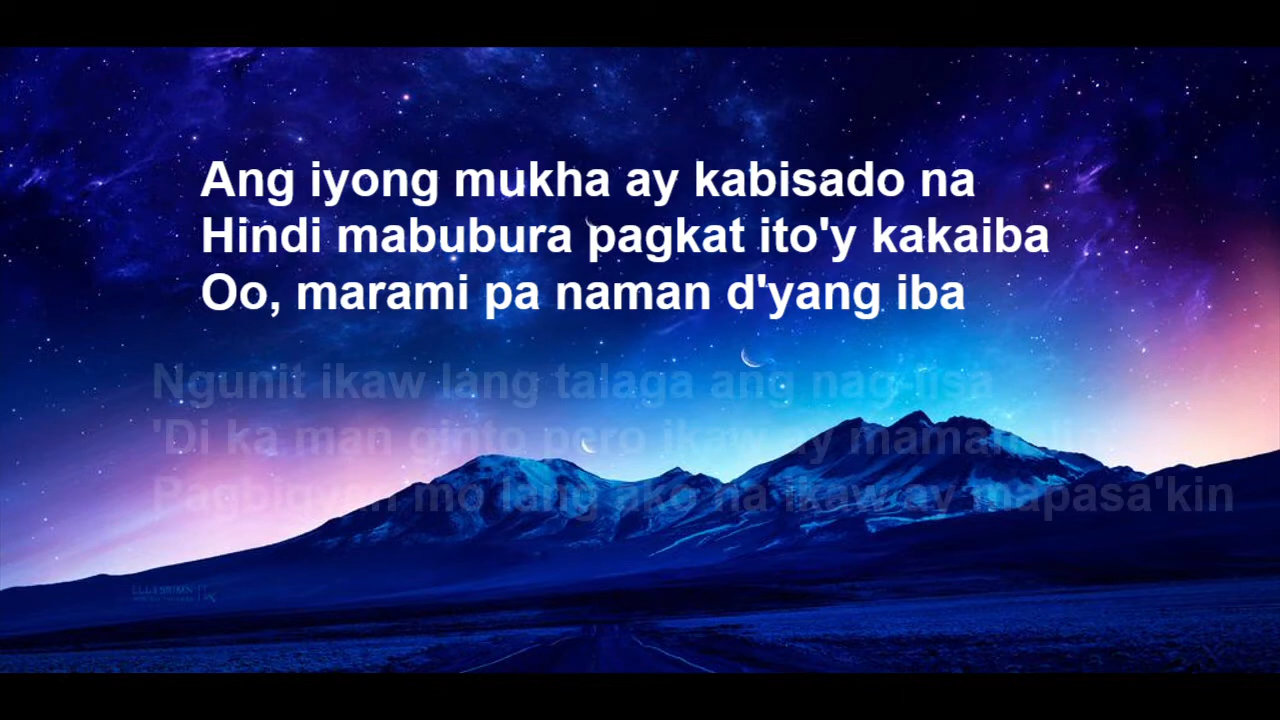 Ang iyong mukha ay kabisado na
Hindi mabubura pagkat ito'y kakaiba
Oo, marami pa naman d'yang iba
Ngunit ikaw lang talaga ang nag-iisa
'Di ka man ginto pero ikaw ay
Pagbigyan mo lang ako na ikaw ay mapasa'kin